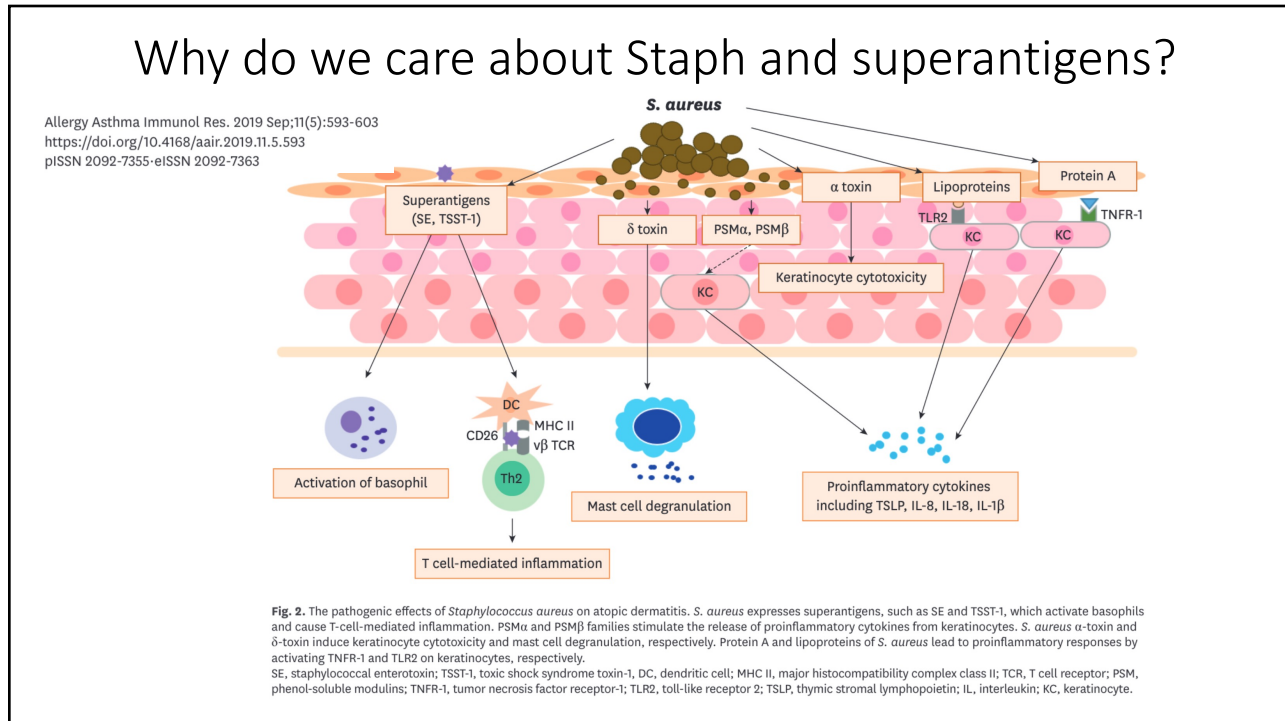 Why do we care about Staph and superantigens?
Allergy Asthma Immunol Res. 2019 Sep;11(5):593-603
https://doi.org/10.4168/aair.2019.11.5.593
pISSN 2092-7355·eISSN 2092-7363
S. aureus
Superantigens
(SE, TSST-1)
δ toxin
PSMα, PSMβ
α toxin
Lipoproteins
Protein A
TLR2
TNFR-1
KC
KC
Keratinocyte cytotoxicity
KC
DC
CD26
MHC II
vβ TCR
Th2
Activation of basophil
Mast cell degranulation
Proinflammatory cytokines
including TSLP, IL-8, IL-18, IL-1β
T cell-mediated inflammation
Fig. 2. The pathogenic effects of Staphylococcus aureus on atopic dermatitis. S. aureus expresses superantigens, such as SE and TSST-1, which activate basophils
and cause T-cell-mediated inflammation. PSMα and PSMβ families stimulate the release of proinflammatory cytokines from keratinocytes. S. aureus α-toxin and
δ-toxin induce keratinocyte cytotoxicity and mast cell degranulation, respectively. Protein A and lipoproteins of S. aureus lead to proinflammatory responses by
activating TNFR-1 and TLR2 on keratinocytes, respectively.
SE, staphylococcal enterotoxin; TSST-1, toxic shock syndrome toxin-1, DC, dendritic cell; MHC II, major histocompatibility complex class II; TCR, T cell receptor; PSM,
phenol-soluble modulins; TNFR-1, tumor necrosis factor receptor-1; TLR2, toll-like receptor 2; TSLP, thymic stromal lymphopoietin; IL, interleukin; KC, keratinocyte.